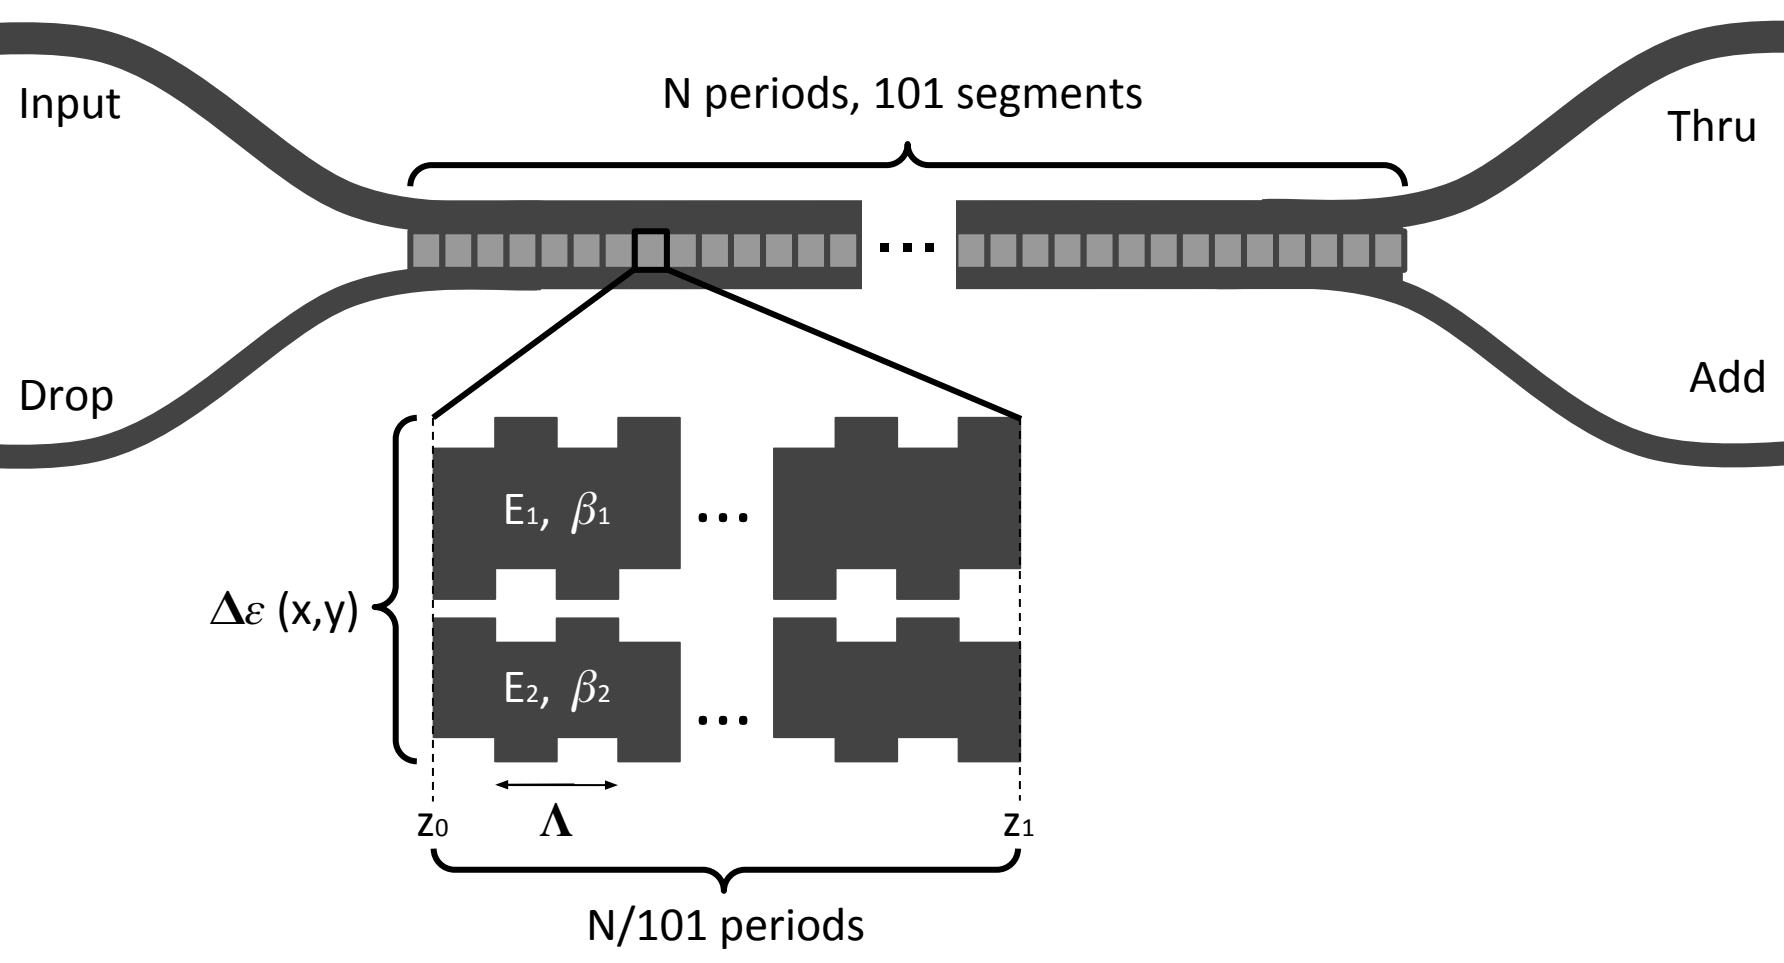 N periods, 101 segments
Input
Thru
...
Drop
Add
E1, β1
...
Δε (x,y)
E2, β2
...
z0
Λ
z1
N/101 periods